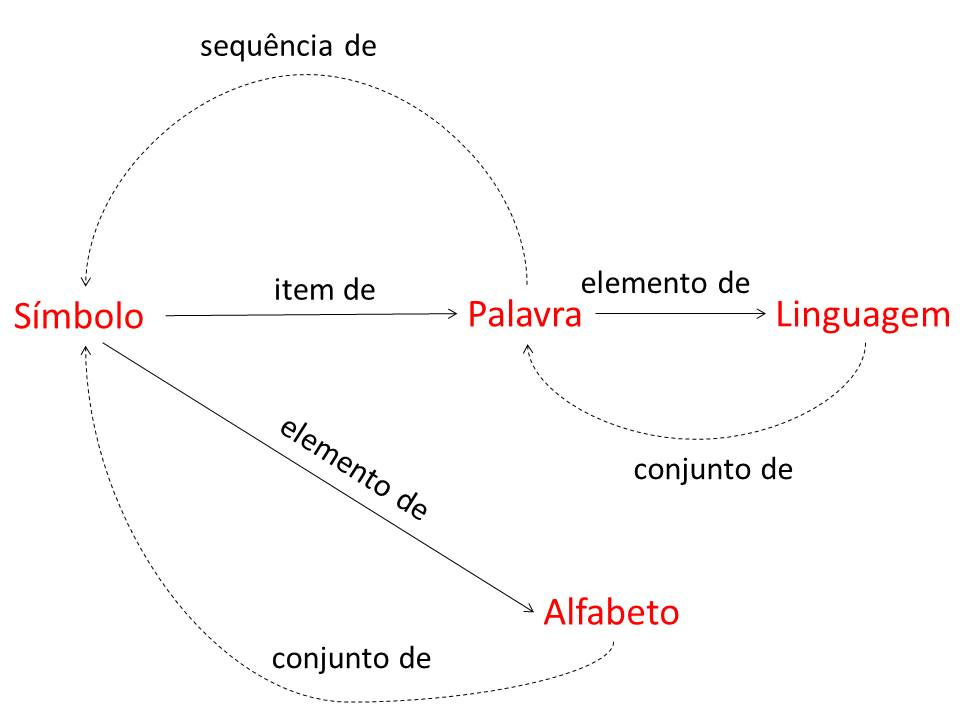 sequência de
item de
elemento de
Símbolo
Palavra
Linguagem
elemento de
conjunto de
Alfabeto
conjunto de